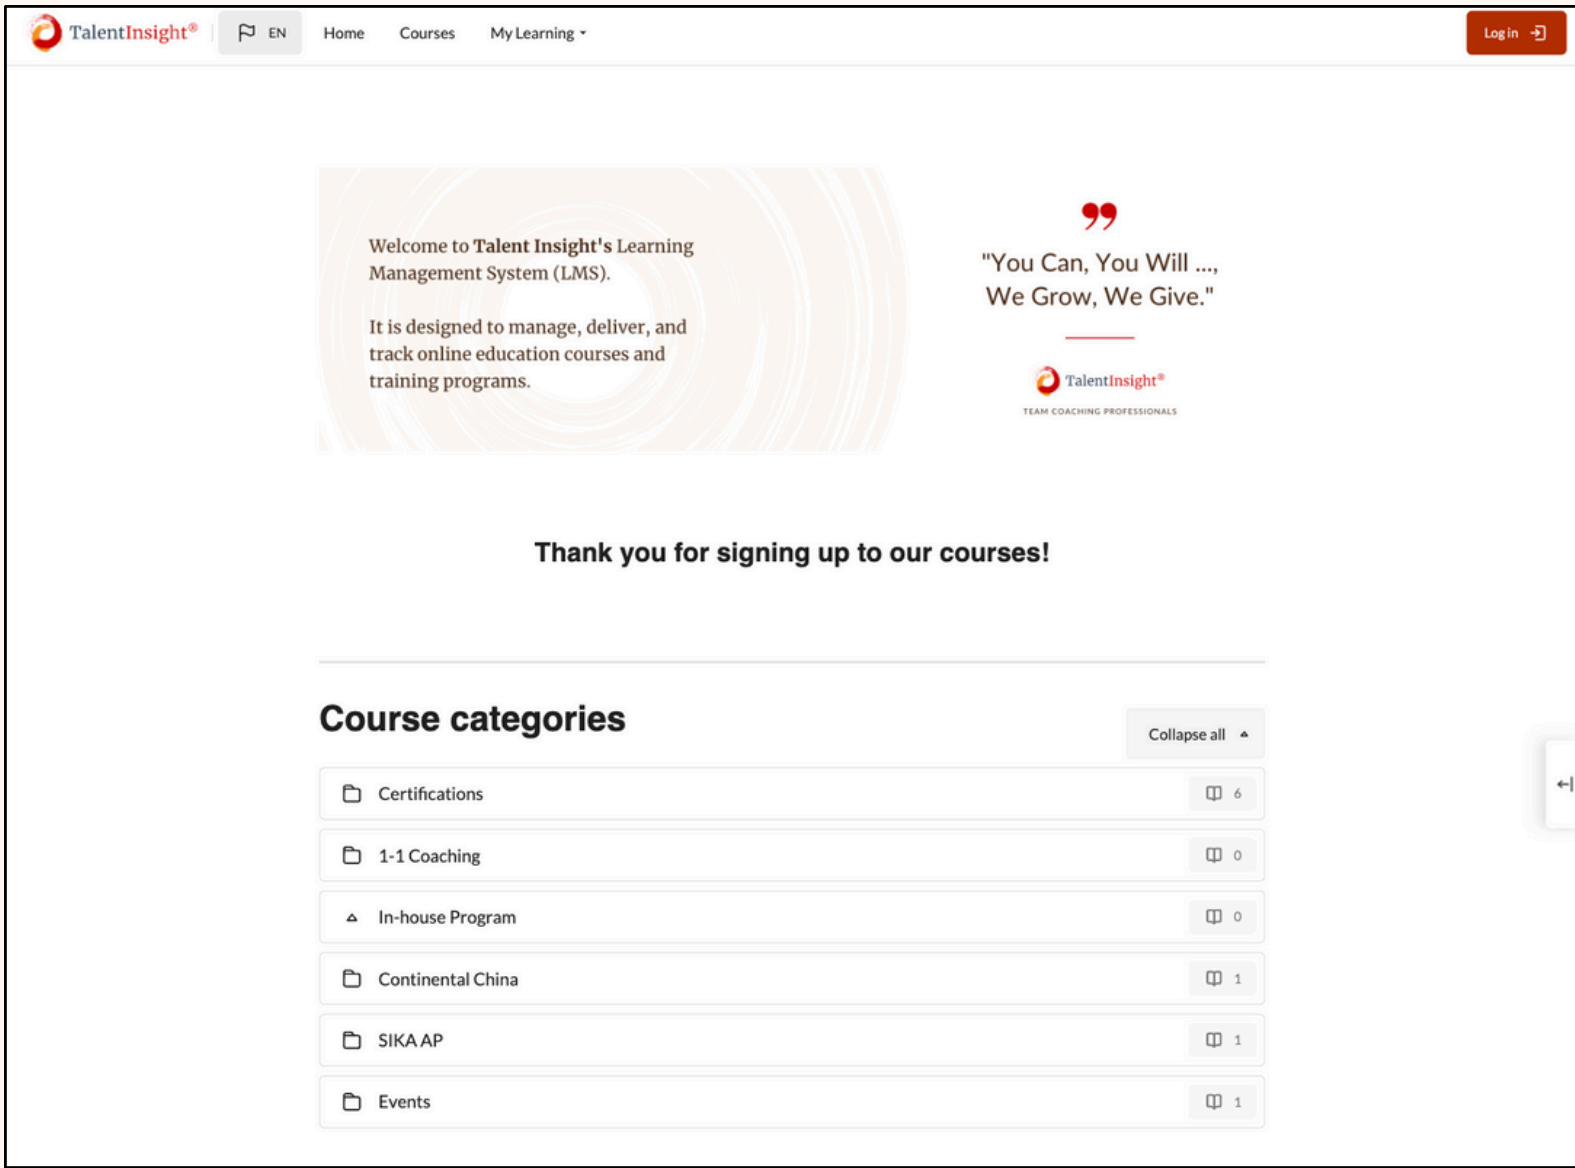 TalentInsight®
EN
Home
Courses
My Learning
Log in
Welcome to Talent Insight's Learning
Management System (LMS).
It is designed to manage, deliver, and
track online education courses and
training programs.
"You Can, You Will ...,
We Grow, We Give."
TalentInsight®
TEAM COACHING PROFESSIONALS
Thank you for signing up to our courses!
Course categories
Collapse all
Certifications
6
1-1 Coaching
0
In-house Program
0
Continental China
1
SIKA AP
1
Events
1